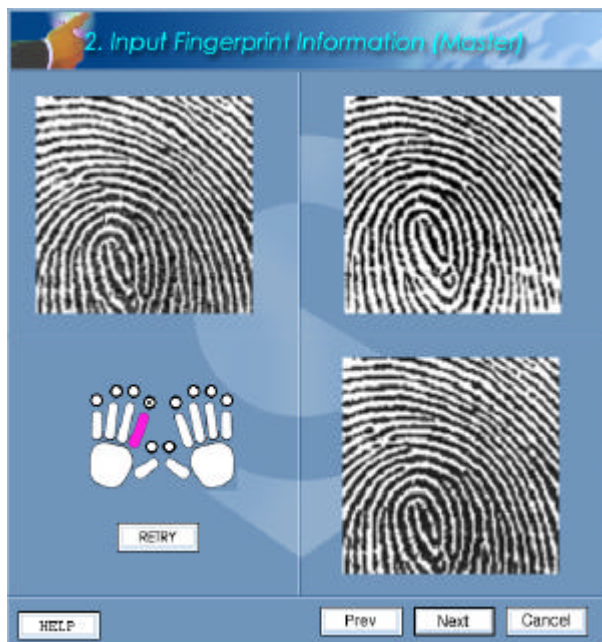 2. Input Fingerprint Information (Master)
RETRY
HELP
Prev
Next
Cancel